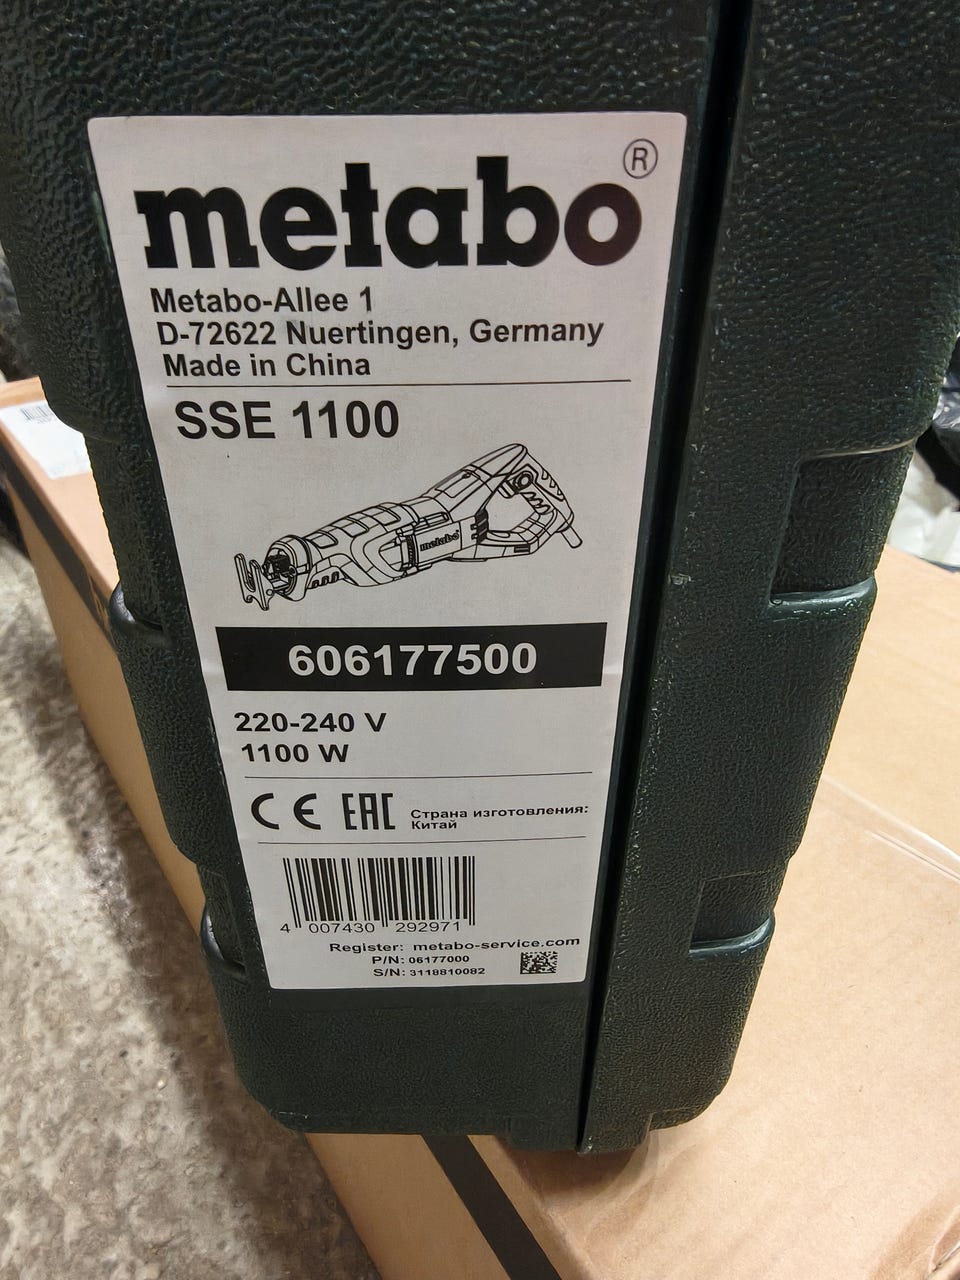 metabo®
Metabo-Allee 1
D-72622 Nuertingen, Germany
Made in China
SSE 1100
metabo
606177500
220-240 V
1100 W
CE EAC Страна изготовления:
Китай
4 007430 292971
Register: metabo-service.com
P/N: 06177000
S/N: 3118810082